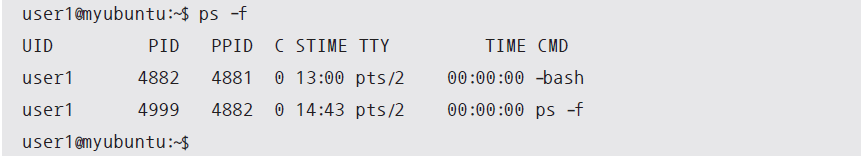 user1@myubuntu:~$ ps -f
UID PID PPID C STIME TTY TIME CMD
user1 4882 4881 0 13:00 pts/2 00:00:00 -bash
user1 4999 4882 0 14:43 pts/2 00:00:00 ps -f
user1@myubuntu:~$